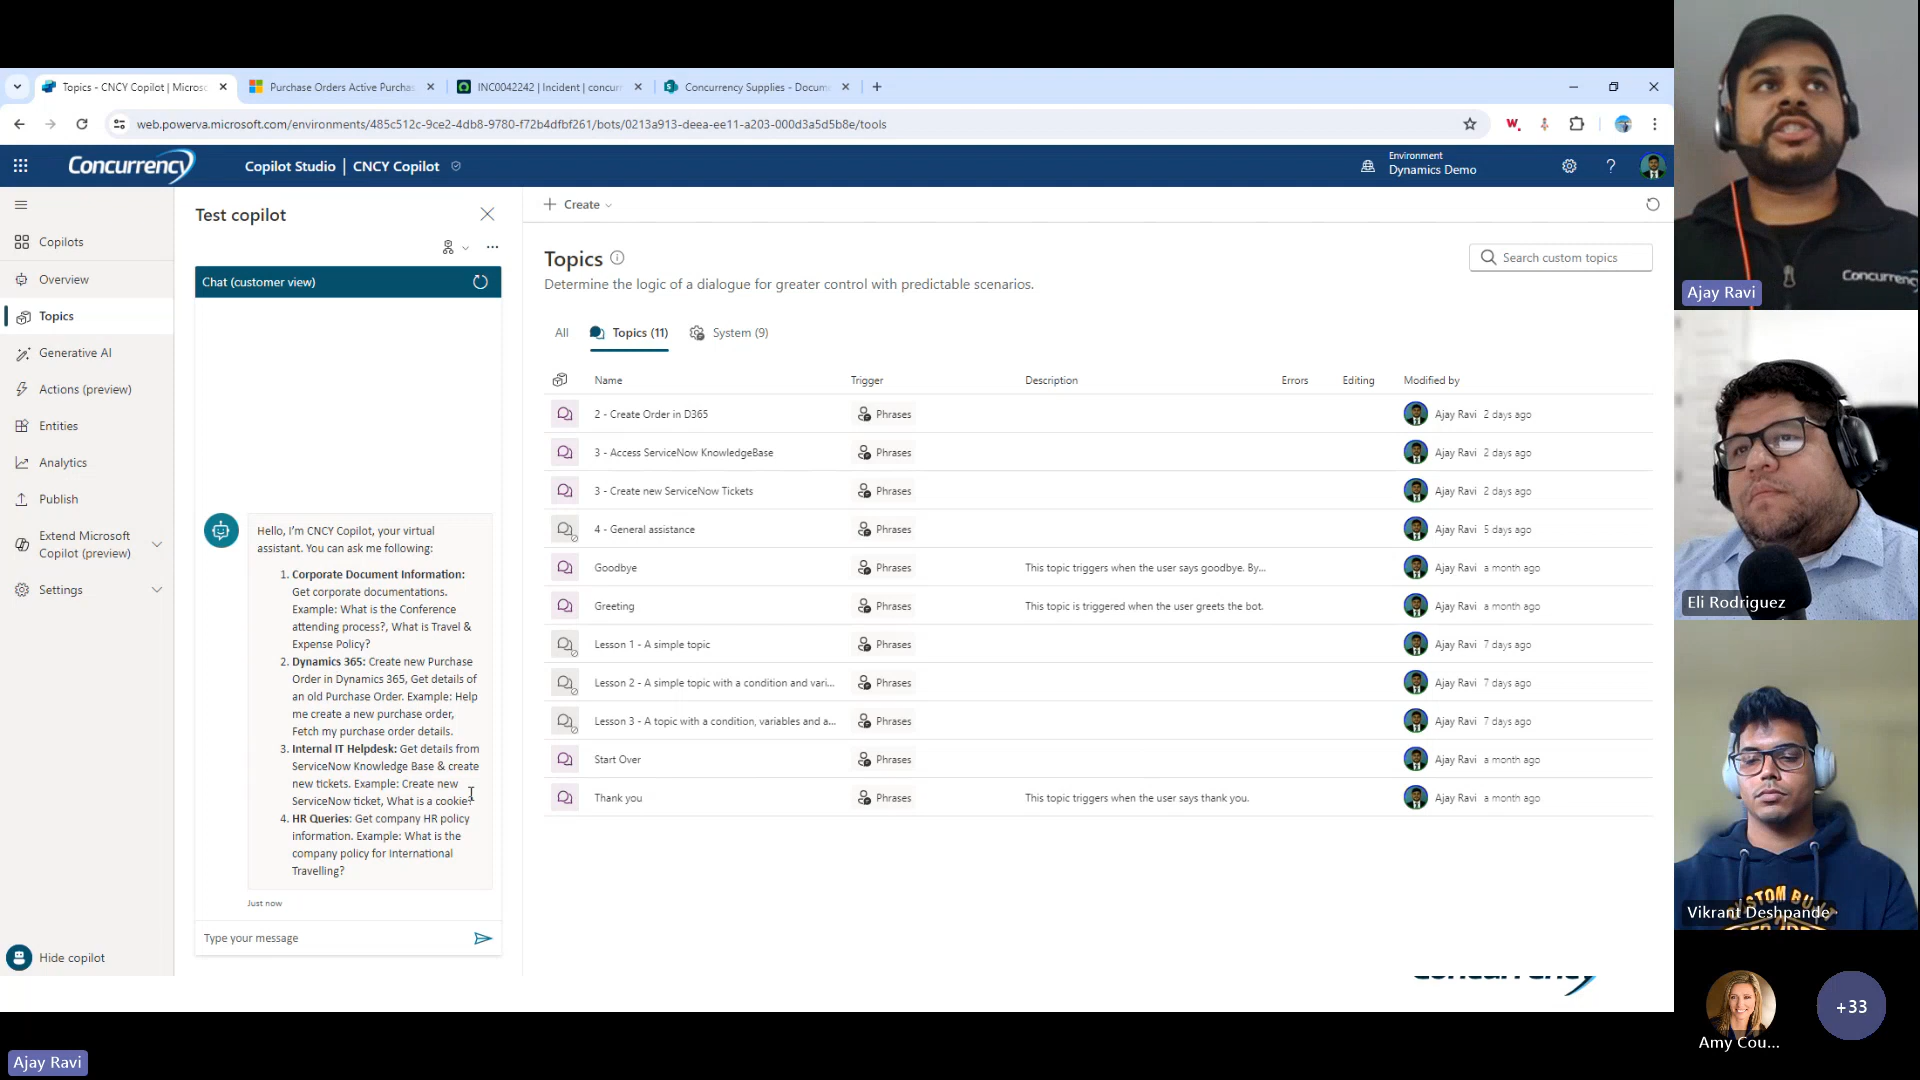 Topics - CNCY Copilot | Microsc
Purchase Orders Active Purchas
INC0042242 | Incident | concurr
Concurrency Supplies - Docum
web.powerva.microsoft.com/environments/485c512c-9ce2-4db8-9780-f72b4dfbf261/bots/0213a913-deea-ee11-a203-000d3a5d5b8e/tools
Concurrency
Copilot Studio | CNCY Copilot
Environment
Dynamics Demo
Copilots
Overview
Topics
Generative AI
Actions (preview)
Entities
Analytics
Publish
Extend Microsoft
Copilot (preview)
Settings
Hide copilot
Test copilot
Chat (customer view)
Hello, I'm CNCY Copilot, your virtual
assistant. You can ask me following:
1. Corporate Document Information:
Get corporate documentations.
Example: What is the Conference
attending process?, What is Travel &
Expense Policy?
2. Dynamics 365: Create new Purchase
Order in Dynamics 365, Get details of
an old Purchase Order. Example: Help
me create a new purchase order,
Fetch my purchase order details.
3. Internal IT Helpdesk: Get details from
ServiceNow Knowledge Base & create
new tickets. Example: Create new
ServiceNow ticket, What is a cookie?
4. HR Queries: Get company HR policy
information. Example: What is the
company policy for International
Travelling?
Just now
Type your message
Create
Topics
Search custom topics
Determine the logic of a dialogue for greater control with predictable scenarios.
All Topics (11) System (9)
Name Trigger Description Errors Editing Modified by
2 - Create Order in D365 Phrases Ajay Ravi 2 days ago
3 - Access ServiceNow KnowledgeBase Phrases Ajay Ravi 2 days ago
3 - Create new ServiceNow Tickets Phrases Ajay Ravi 2 days ago
4 - General assistance Phrases Ajay Ravi 5 days ago
Goodbye Phrases This topic triggers when the user says goodbye. By... Ajay Ravi a month ago
Greeting Phrases This topic is triggered when the user greets the bot. Ajay Ravi a month ago
Lesson 1 - A simple topic Phrases Ajay Ravi 7 days ago
Lesson 2 - A simple topic with a condition and vari... Phrases Ajay Ravi 7 days ago
Lesson 3 - A topic with a condition, variables and a... Phrases Ajay Ravi 7 days ago
Start Over Phrases Ajay Ravi a month ago
Thank you Phrases This topic triggers when the user says thank you. Ajay Ravi a month ago
Concurrency
Ajay Ravi
Concurrency
Ajay Ravi
Eli Rodriguez
CUSTOM BUILT
Vikrant Deshpande
Amy Cou...
+33